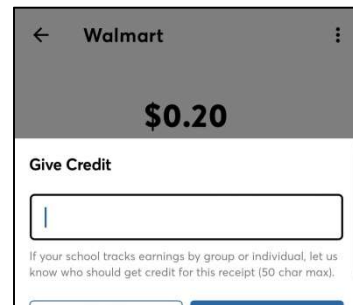 Walmart
$0.20
Give Credit
If your school tracks earnings by group or individual, let us
know who should get credit for this receipt (50 char max).